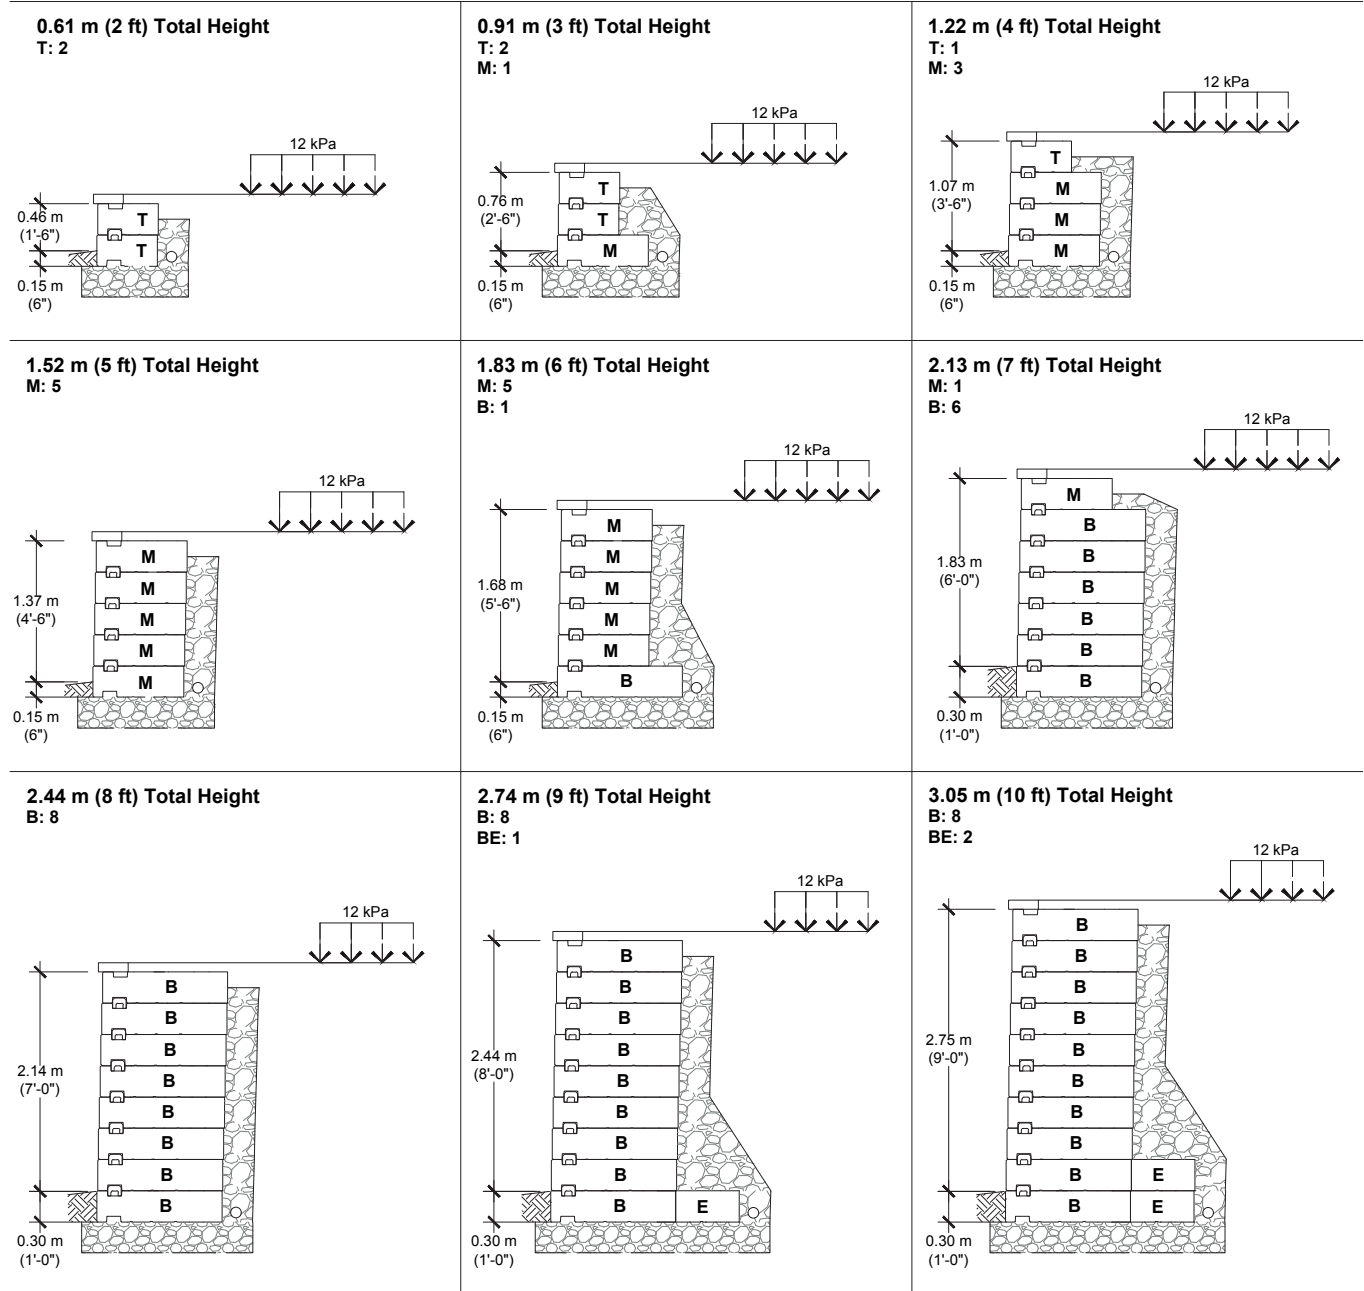 0.61 m (2 ft) Total Height
T: 2
12 kPa
0.46 m
(1'-6")
T
T
0.15 m
(6")
0.91 m (3 ft) Total Height
T: 2
M: 1
12 kPa
0.76 m
(2'-6")
T
T
M
0.15 m
(6")
1.22 m (4 ft) Total Height
T: 1
M: 3
12 kPa
1.07 m
(3'-6")
T
M
M
M
0.15 m
(6")
1.52 m (5 ft) Total Height
M: 5
12 kPa
1.37 m
(4'-6")
M
M
M
M
M
0.15 m
(6")
1.83 m (6 ft) Total Height
M: 5
B: 1
12 kPa
1.68 m
(5'-6")
M
M
M
M
M
B
0.15 m
(6")
2.13 m (7 ft) Total Height
M: 1
B: 6
12 kPa
1.83 m
(6'-0")
M
B
B
B
B
B
B
0.30 m
(1'-0")
2.44 m (8 ft) Total Height
B: 8
12 kPa
2.14 m
(7'-0")
B
B
B
B
B
B
B
B
0.30 m
(1'-0")
2.74 m (9 ft) Total Height
B: 8
BE: 1
12 kPa
2.44 m
(8'-0")
B
B
B
B
B
B
B
B
B E
0.30 m
(1'-0")
3.05 m (10 ft) Total Height
B: 8
BE: 2
12 kPa
2.75 m
(9'-0")
B
B
B
B
B
B
B
B
B E
B E
0.30 m
(1'-0")